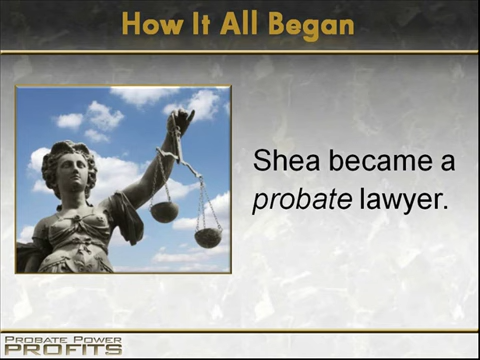 How It All Began
Shea became a
probate lawyer.
PROBATE POWER
PROFITS